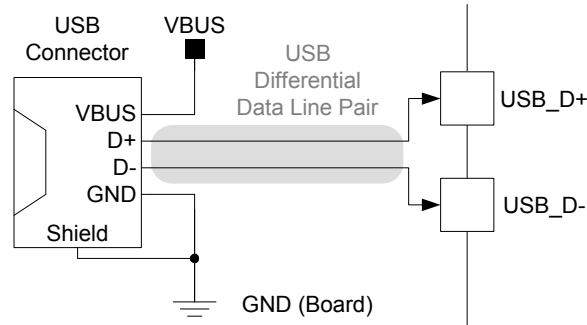 USB
Connector
VBUS
USB
Differential
Data Line Pair
VBUS
D+
D-
GND
Shield
USB_D+
USB_D-
GND (Board)